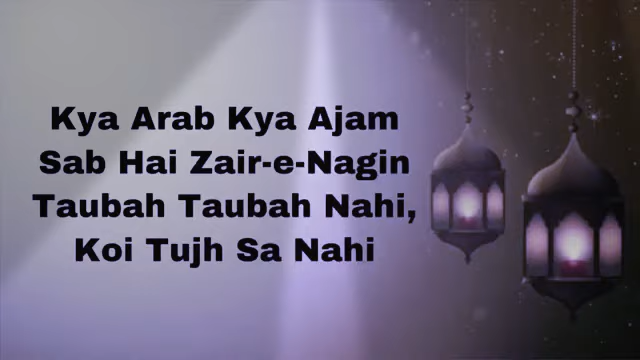 Kya Arab Kya Ajam
Sab Hai Zair-e-Nagin
Taubah Taubah Nahi,
Koi Tujh Sa Nahi